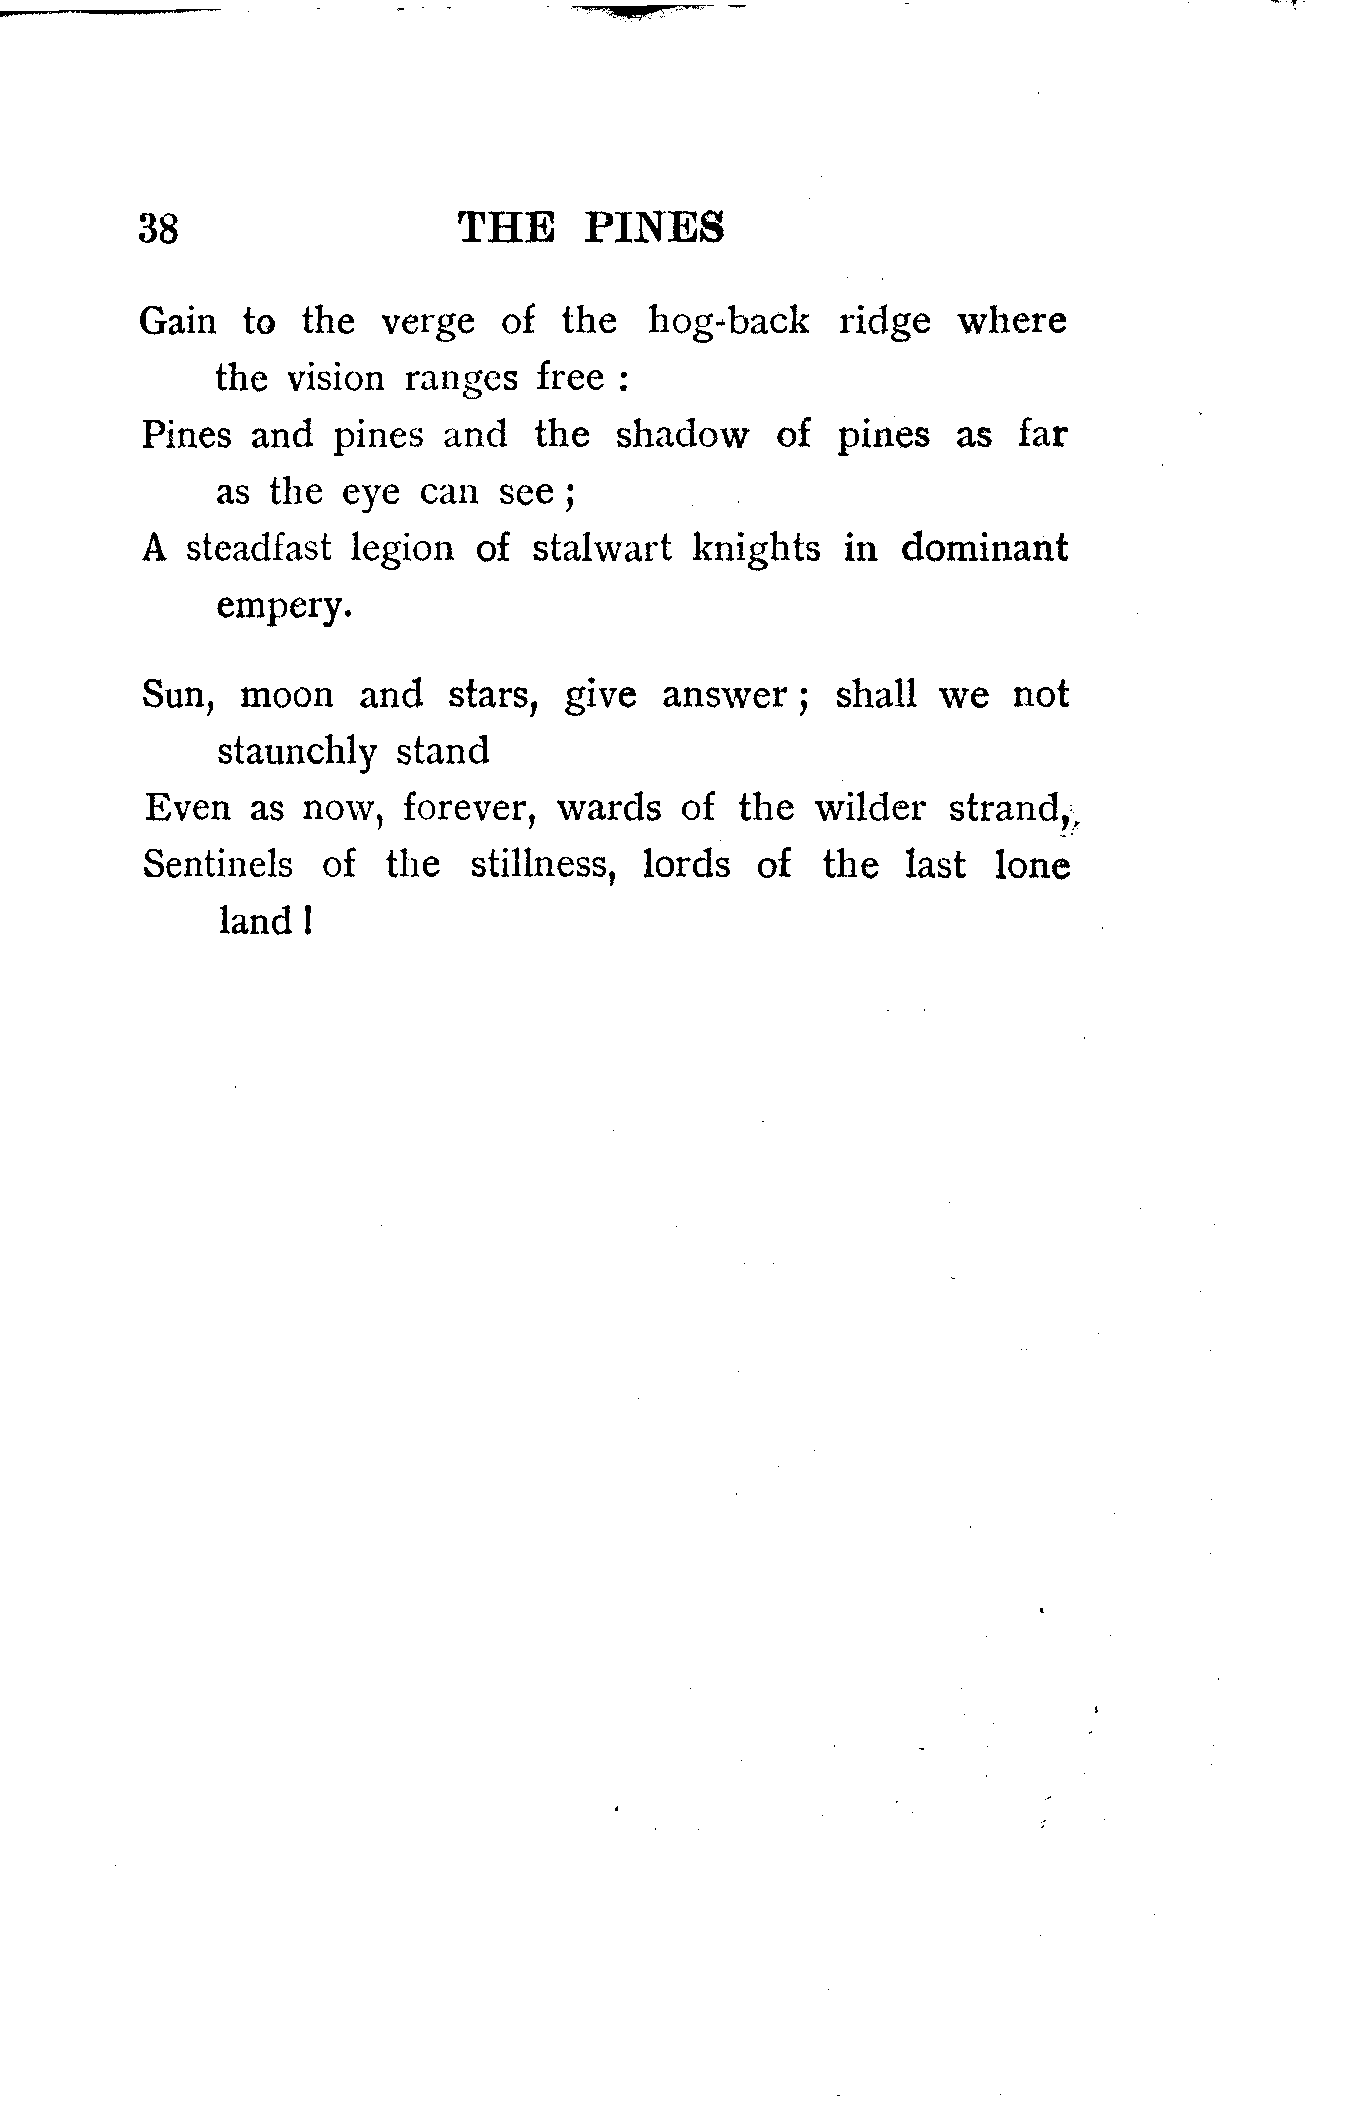 38 THE PINES
Gain to the verge of the hog-back ridge where
the vision ranges free :
Pines and pines and the shadow of pines as far
as the eye can see ;
A steadfast legion of stalwart knights in dominant
empery.
Sun, moon and stars, give answer ; shall we not
staunchly stand
Even as now, forever, wards of the wilder strand,
Sentinels of the stillness, lords of the last lone
land !